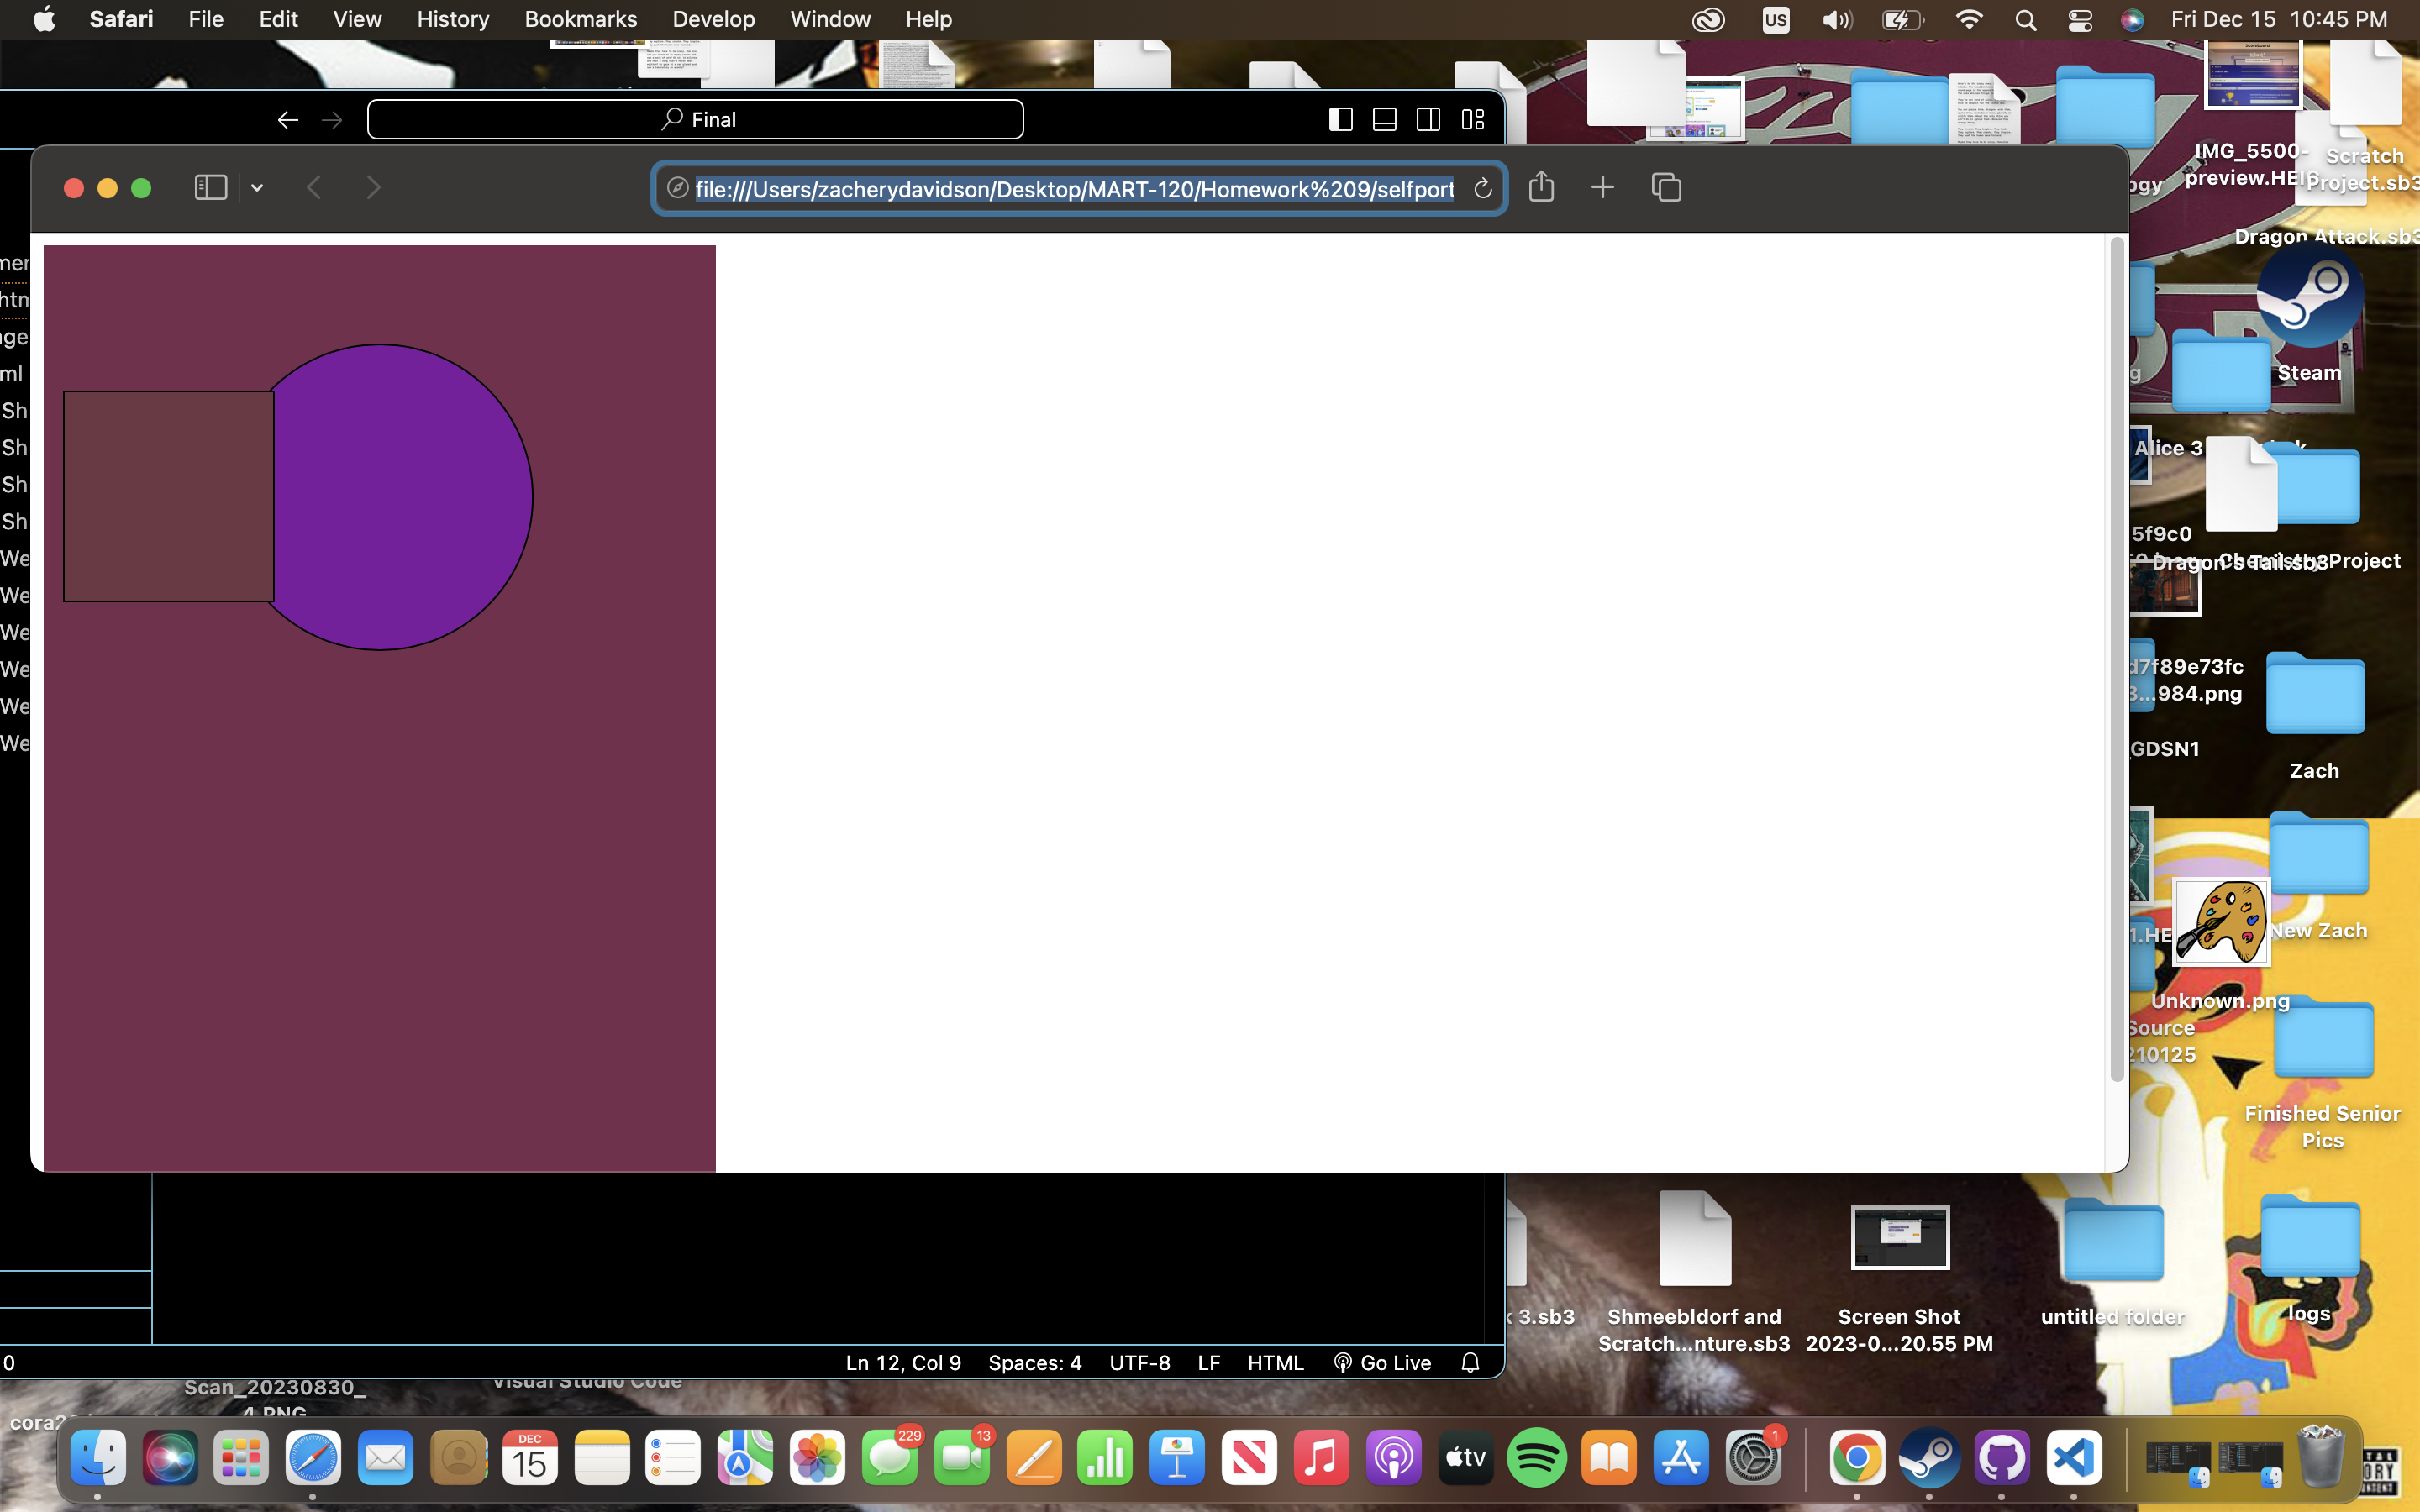 Safari File Edit View History Bookmarks Develop Window Help US Fri Dec 15 10:45 PM
Final
IMG_5500-
preview.HEI
Scratch
Project.sb3
ogy
file:///Users/zacherydavidson/Desktop/MART-120/Homework%209/selfport
Dragon Attack.sb3
ml
Sh
Sh
Sh
Sh
We
We
We
We
We
We
Steam
Alice 3
5f9c0
Dragon's Tail.sb3
Chemistry Project
d7f89e73fc
3...984.png
GDSN1
Zach
1.HE
New Zach
Unknown.png
Source
210125
Finished Senior
Pics
k 3.sb3
Shmeebldorf and
Scratch...nture.sb3
Screen Shot
2023-0...20.55 PM
untitled folder
logs
0
Ln 12, Col 9 Spaces: 4 UTF-8 LF HTML Go Live
Scan_20230830_
4.PNG
Visual Studio Code
DEC
15
229
13
tv
1